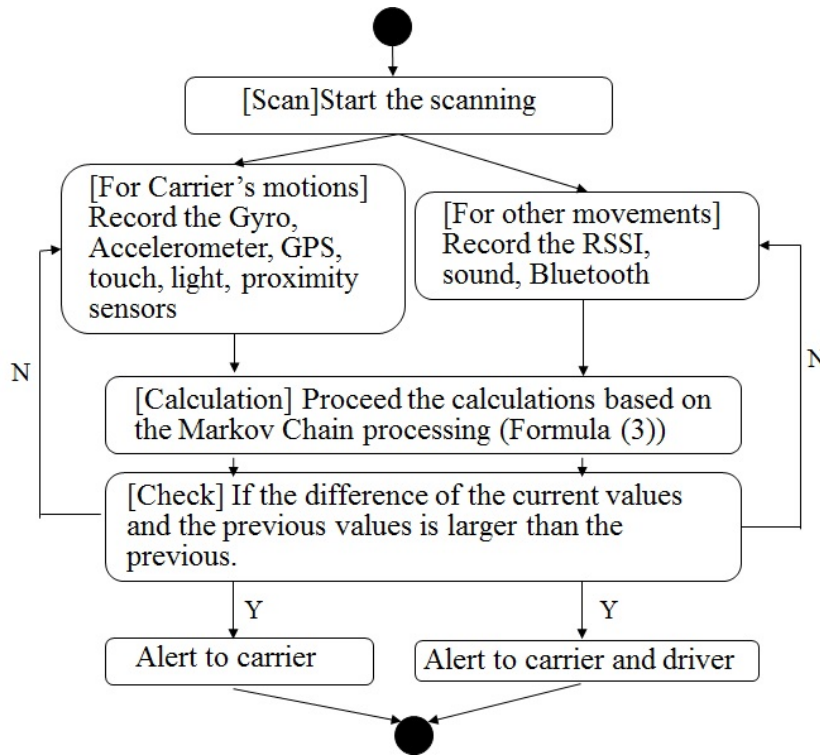 [Scan]Start the scanning
[For Carrier’s motions]
Record the Gyro,
Accelerometer, GPS,
touch, light, proximity
sensors
[For other movements]
Record the RSSI,
sound, Bluetooth
N
N
[Calculation] Proceed the calculations based on
the Markov Chain processing (Formula (3))
[Check] If the difference of the current values
and the previous values is larger than the
previous.
Y
Y
Alert to carrier
Alert to carrier and driver